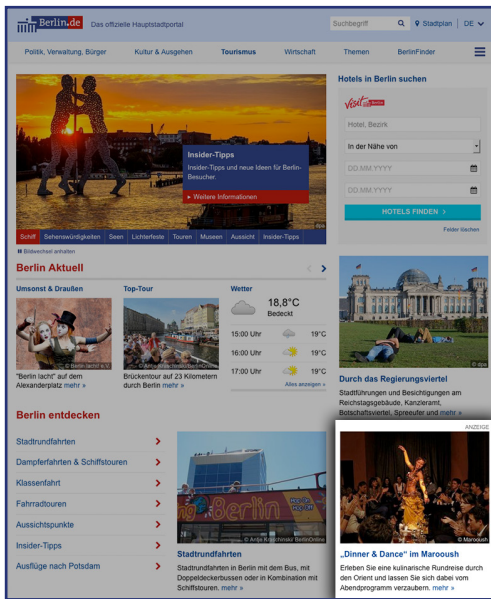 Berlin.de
Das offizielle Hauptstadtportal
Suchbegriff
Stadtplan
DE
Politik, Verwaltung, Bürger
Kultur & Ausgehen
Tourismus
Wirtschaft
Themen
BerlinFinder
Insider-Tipps
Insider-Tipps und neue Ideen für Berlin-
Besucher.
Weitere Informationen
© dpa
Schiff
Sehenswürdigkeiten
Seen
Lichterfeste
Touren
Museen
Aussicht
Insider-Tipps
Bildwechsel anhalten
Hotels in Berlin suchen
Visit Berlin
Hotel, Bezirk
In der Nähe von
DD.MM.YYYY
DD.MM.YYYY
HOTELS FINDEN
Felder löschen
Berlin Aktuell
Umsonst & Draußen
© Berlin lacht e.V.
"Berlin lacht" auf dem
Alexanderplatz mehr »
Top-Tour
Brückentour auf 23 Kilometern
durch Berlin mehr »
Wetter
18,8°C
Bedeckt
15:00 Uhr 19°C
16:00 Uhr 19°C
17:00 Uhr 19°C
Alles anzeigen »
© dpa
Durch das Regierungsviertel
Stadtführungen und Besichtigungen am
Reichstagsgebäude, Kanzleramt,
Botschaftsviertel, Spreeufer und mehr »
Berlin entdecken
Stadtrundfahrten
Dampferfahrten & Schiffstouren
Klassenfahrt
Fahrradtouren
Aussichtspunkte
Insider-Tipps
Ausflüge nach Potsdam
Berlin
Stadtrundfahrten
Stadtrundfahrten in Berlin mit dem Bus, mit
Doppeldeckerbussen oder in Kombination mit
Schiffstouren. mehr »
ANZEIGE
© Marooush
„Dinner & Dance“ im Marooush
Erleben Sie eine kulinarische Rundreise durch
den Orient und lassen Sie sich dabei vom
Abendprogramm verzaubern. mehr »